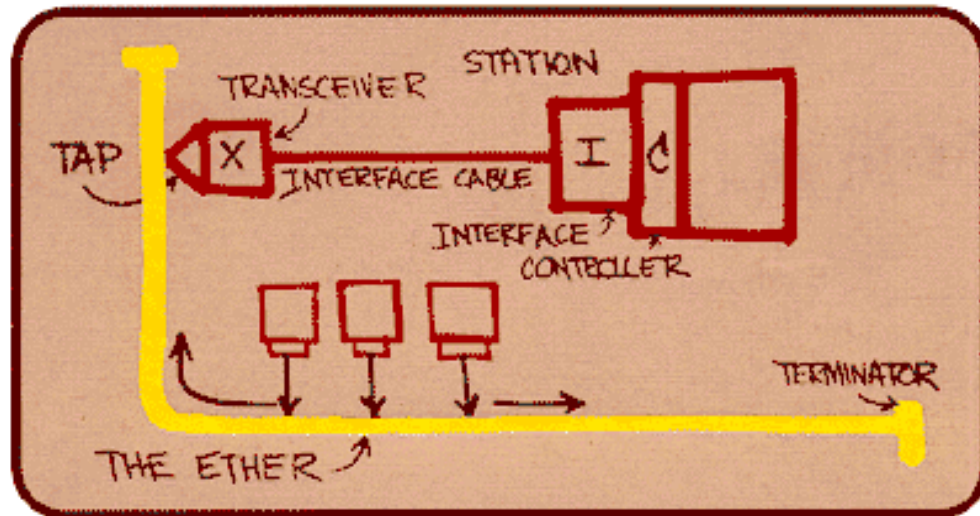 STATION
TRANSCEIVER
TAP
X
I
C
INTERFACE CABLE
INTERFACE
CONTROLLER
TERMINATOR
THE ETHER